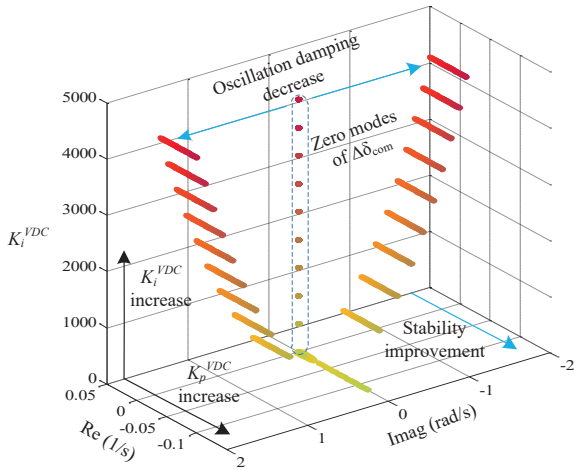 Oscillation damping
decrease
5000
4000
3000
2000
1000
0
K_i^{VDC}
Zero modes
of Δδ_{com}
K_i^{VDC}
increase
K_p^{VDC}
increase
Stability
improvement
0.05
0
-0.05
-0.1
Re (1/s)
2
1
0
-1
-2
Imag (rad/s)